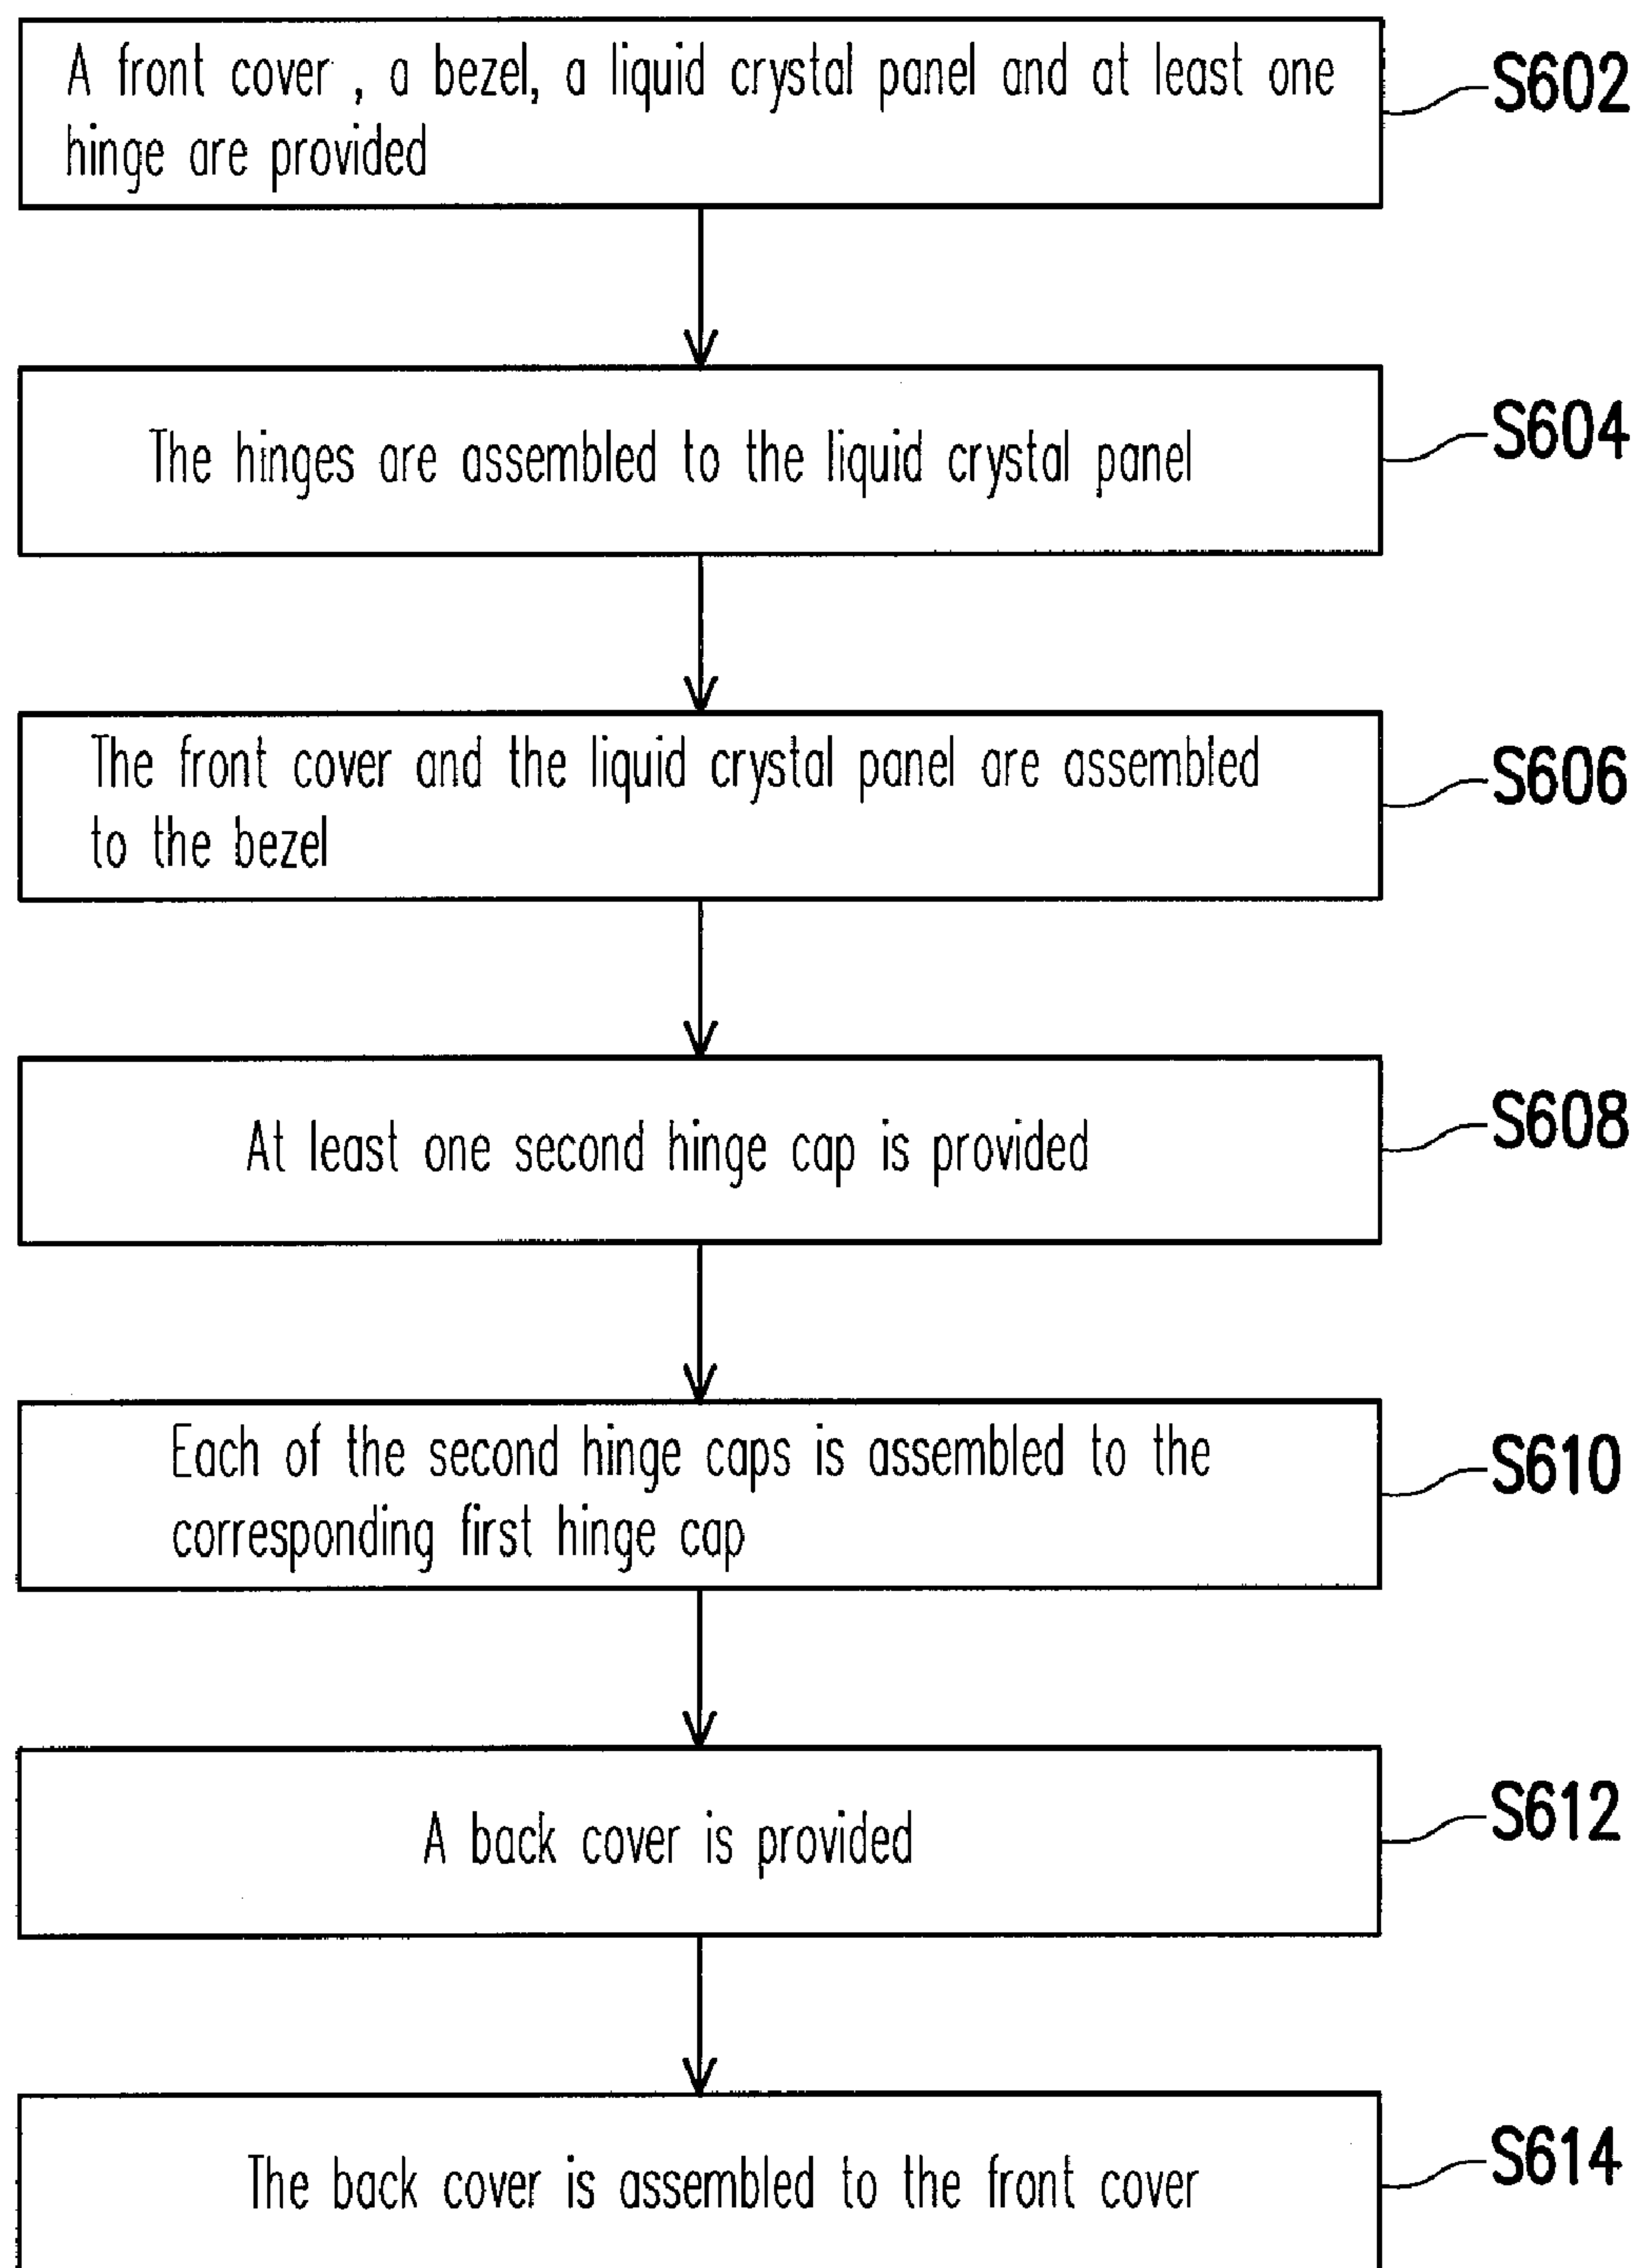 A front cover , a bezel, a liquid crystal panel and at least one
hinge are provided
S602
The hinges are assembled to the liquid crystal panel
S604
The front cover and the liquid crystal panel are assembled
to the bezel
S606
At least one second hinge cap is provided
S608
Each of the second hinge caps is assembled to the
corresponding first hinge cap
S610
A back cover is provided
S612
The back cover is assembled to the front cover
S614